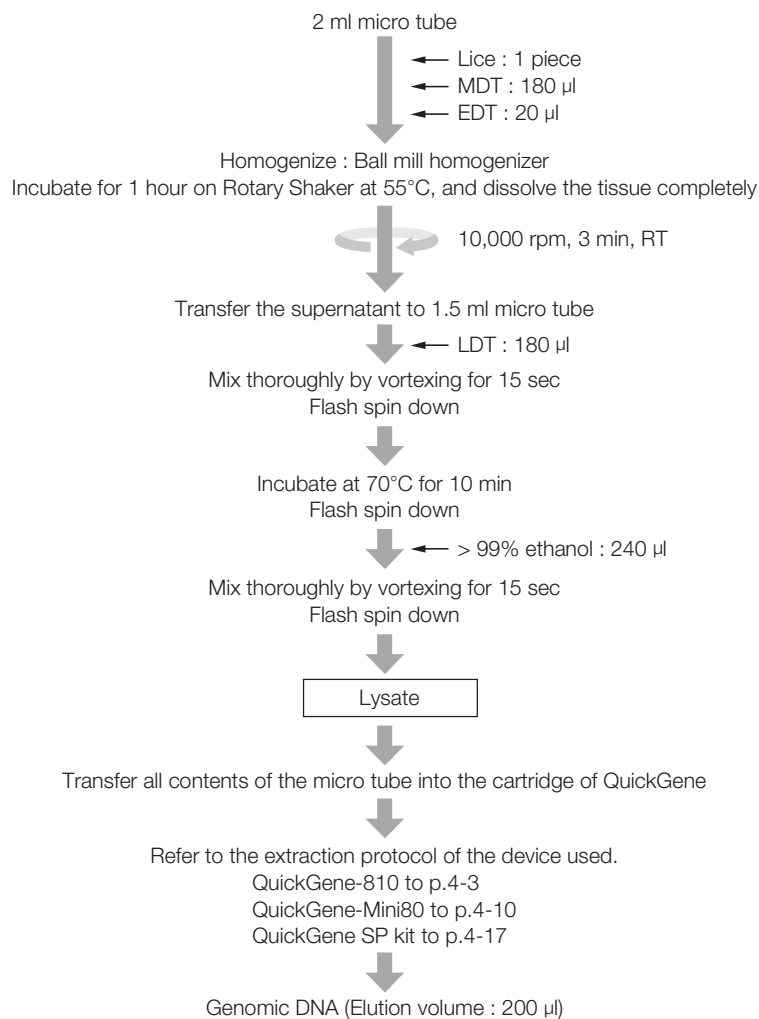 2 ml micro tube
Lice : 1 piece
MDT : 180 µl
EDT : 20 µl
Homogenize : Ball mill homogenizer
Incubate for 1 hour on Rotary Shaker at 55°C, and dissolve the tissue completely
10,000 rpm, 3 min, RT
Transfer the supernatant to 1.5 ml micro tube
LDT : 180 µl
Mix thoroughly by vortexing for 15 sec
Flash spin down
Incubate at 70°C for 10 min
Flash spin down
> 99% ethanol : 240 µl
Mix thoroughly by vortexing for 15 sec
Flash spin down
Lysate
Transfer all contents of the micro tube into the cartridge of QuickGene
Refer to the extraction protocol of the device used.
QuickGene-810 to p.4-3
QuickGene-Mini80 to p.4-10
QuickGene SP kit to p.4-17
Genomic DNA (Elution volume : 200 µl)